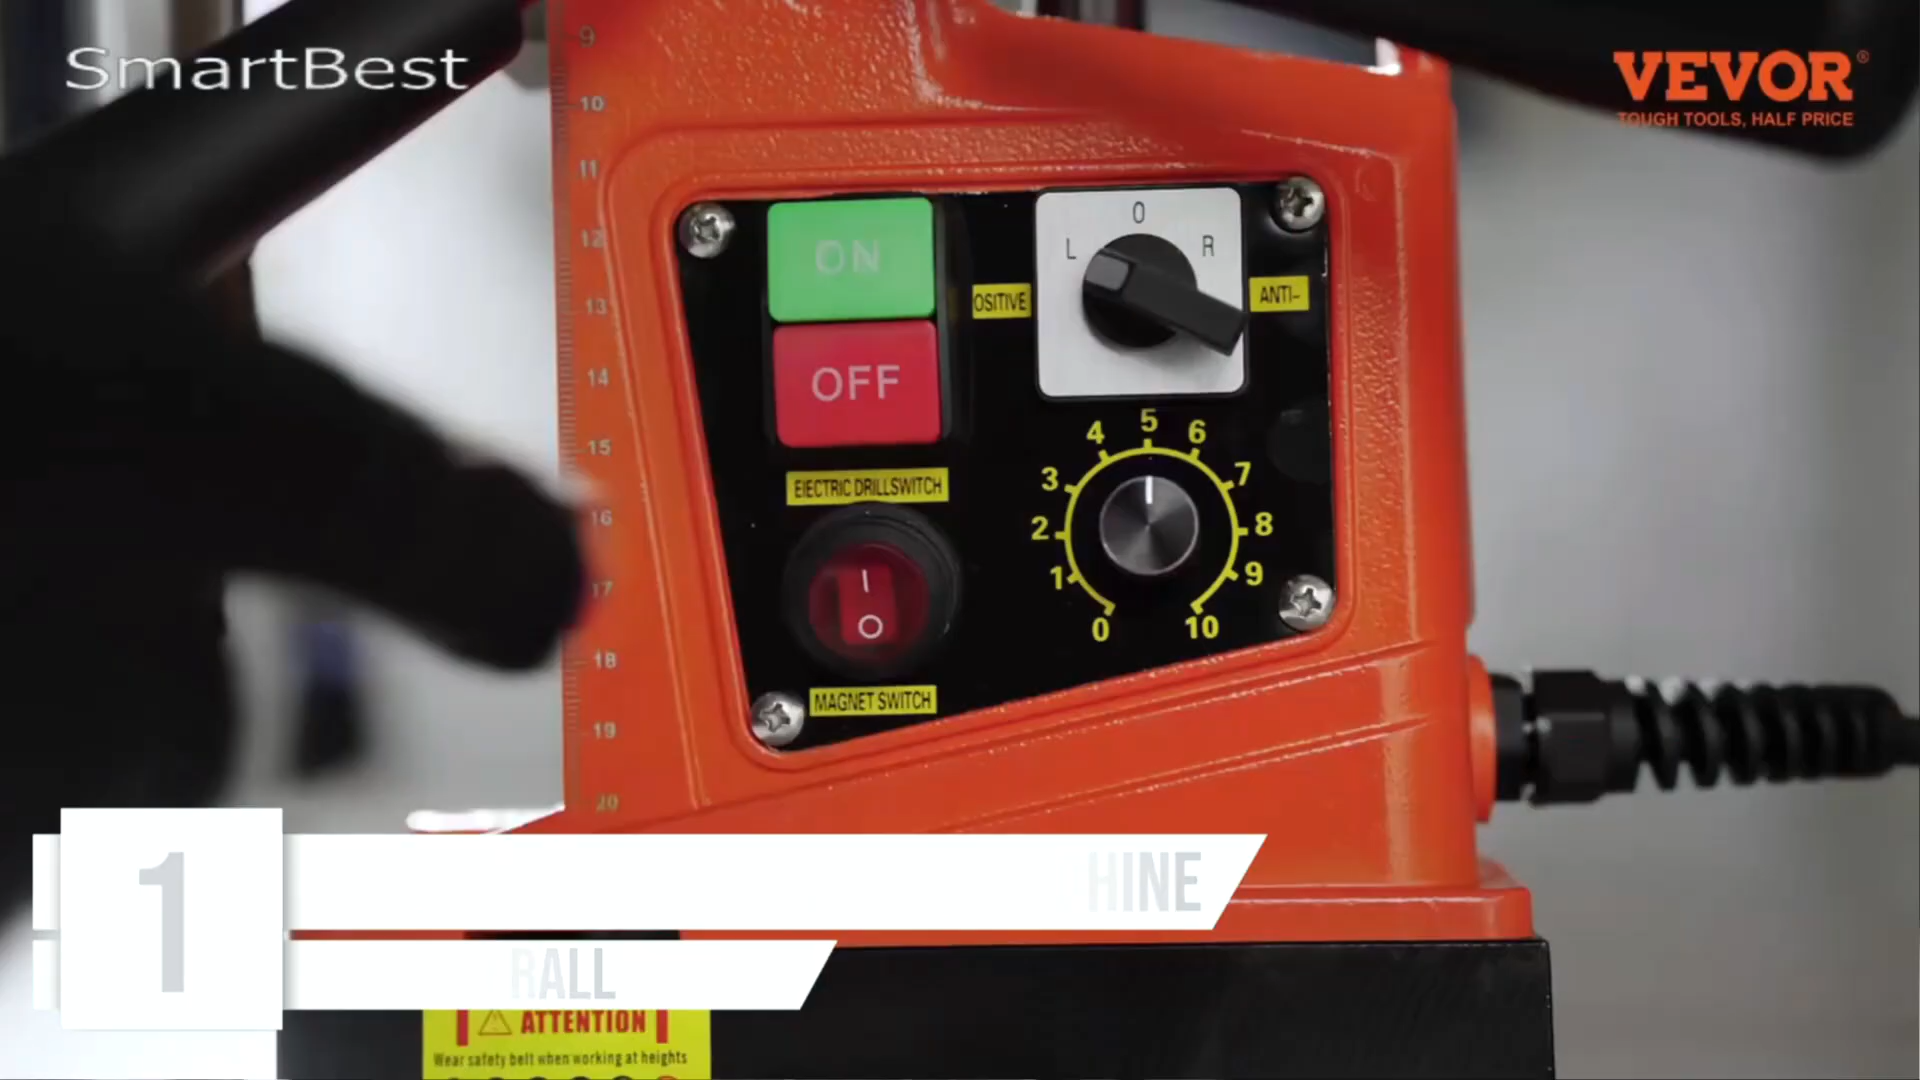 SmartBest
VEVOR®
TOUGH TOOLS, HALF PRICE
9
10
11
12
13
14
15
16
17
18
19
20
ON
OFF
L
O
R
OSITIVE
ANTI-
ElECTRIC DRILLSWITCH
I
O
MAGNET SWITCH
0
1
2
3
4
5
6
7
8
9
10
1
HINE
RALL
ATTENTION
Wear safety belt when working at heights